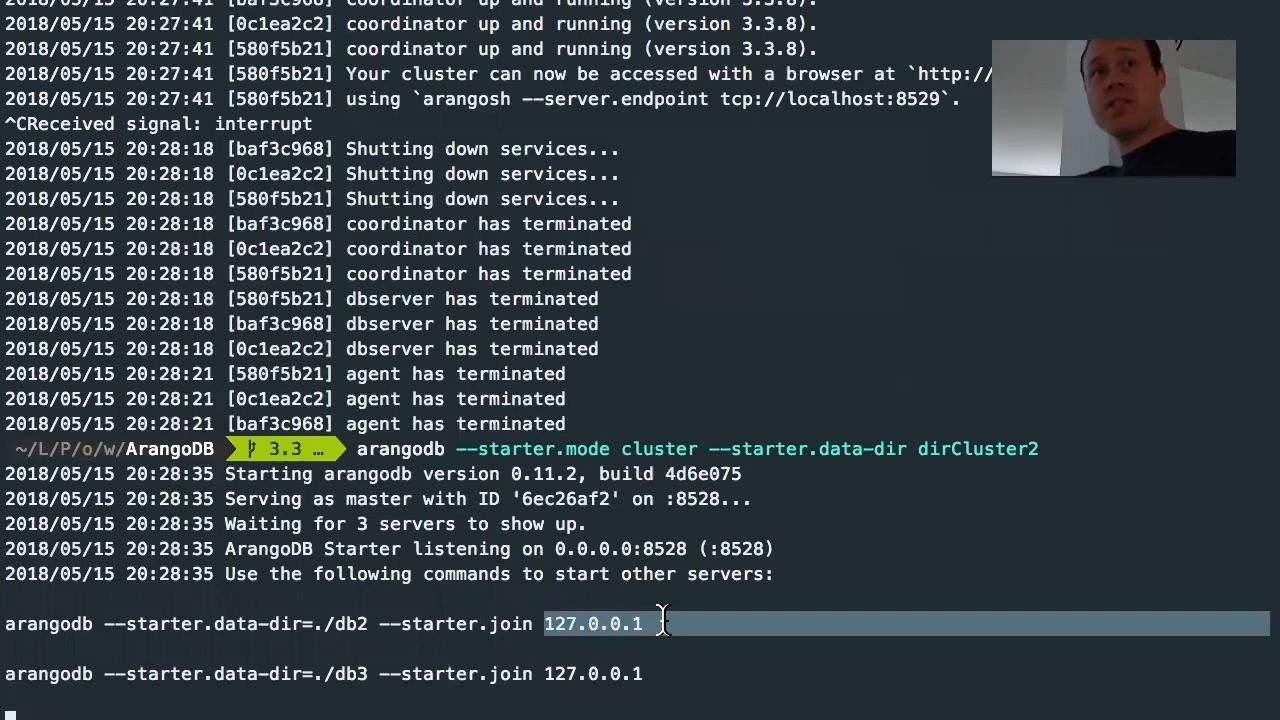 2018/05/15 20:27:41 [baf3c968] coordinator up and running (version 3.3.8).
2018/05/15 20:27:41 [0c1ea2c2] coordinator up and running (version 3.3.8).
2018/05/15 20:27:41 [580f5b21] coordinator up and running (version 3.3.8).
2018/05/15 20:27:41 [580f5b21] Your cluster can now be accessed with a browser at `http://
2018/05/15 20:27:41 [580f5b21] using `arangosh --server.endpoint tcp://localhost:8529`.
^CReceived signal: interrupt
2018/05/15 20:28:18 [baf3c968] Shutting down services...
2018/05/15 20:28:18 [0c1ea2c2] Shutting down services...
2018/05/15 20:28:18 [580f5b21] Shutting down services...
2018/05/15 20:28:18 [baf3c968] coordinator has terminated
2018/05/15 20:28:18 [0c1ea2c2] coordinator has terminated
2018/05/15 20:28:18 [580f5b21] coordinator has terminated
2018/05/15 20:28:18 [580f5b21] dbserver has terminated
2018/05/15 20:28:18 [baf3c968] dbserver has terminated
2018/05/15 20:28:18 [0c1ea2c2] dbserver has terminated
2018/05/15 20:28:21 [580f5b21] agent has terminated
2018/05/15 20:28:21 [0c1ea2c2] agent has terminated
2018/05/15 20:28:21 [baf3c968] agent has terminated
~/L/P/o/w/ArangoDB 3.3 … arangodb --starter.mode cluster --starter.data-dir dirCluster2
2018/05/15 20:28:35 Starting arangodb version 0.11.2, build 4d6e075
2018/05/15 20:28:35 Serving as master with ID '6ec26af2' on :8528...
2018/05/15 20:28:35 Waiting for 3 servers to show up.
2018/05/15 20:28:35 ArangoDB Starter listening on 0.0.0.0:8528 (:8528)
2018/05/15 20:28:35 Use the following commands to start other servers:
arangodb --starter.data-dir=./db2 --starter.join 127.0.0.1
arangodb --starter.data-dir=./db3 --starter.join 127.0.0.1